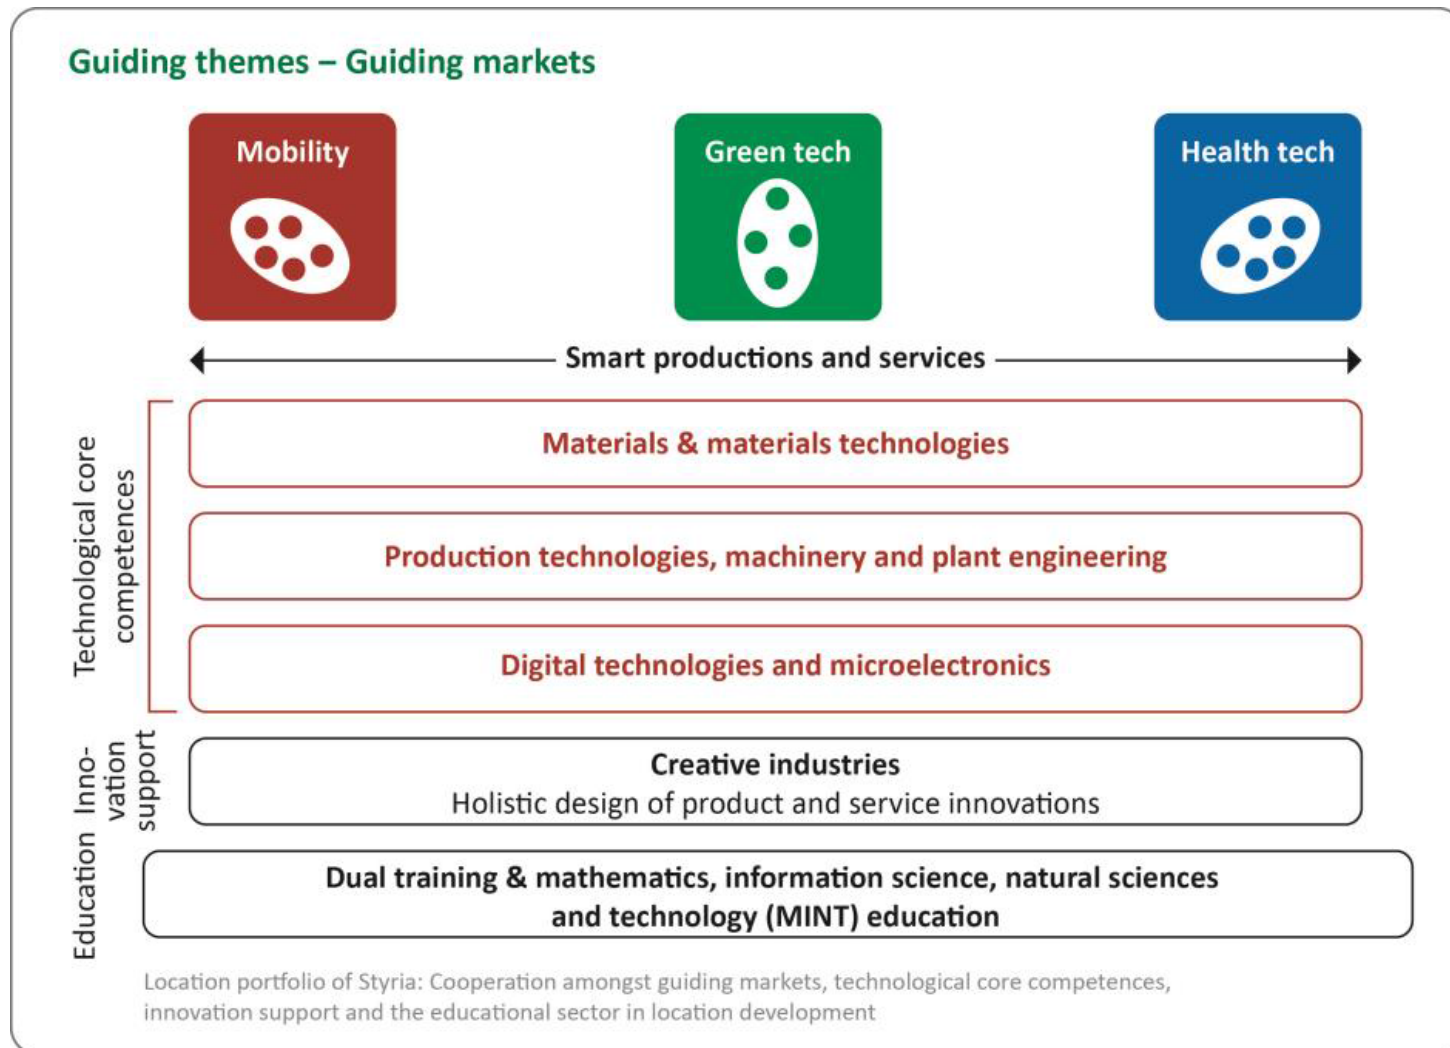 Guiding themes – Guiding markets
Mobility
Green tech
Health tech
Smart productions and services
Technological core
competences
Materials & materials technologies
Production technologies, machinery and plant engineering
Digital technologies and microelectronics
Inno-
vation
support
Creative industries
Holistic design of product and service innovations
Education
Dual training & mathematics, information science, natural sciences
and technology (MINT) education
Location portfolio of Styria: Cooperation amongst guiding markets, technological core competences,
innovation support and the educational sector in location development